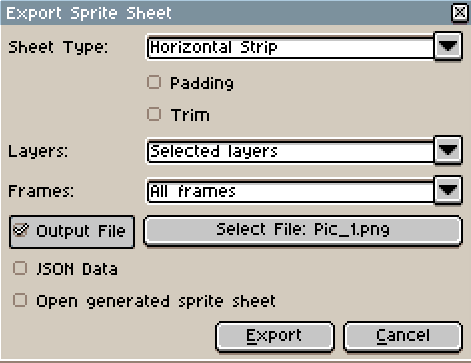 Export Sprite Sheet
Sheet Type: Horizontal Strip
Padding
Trim
Layers: Selected layers
Frames: All frames
Output File Select File: Pic_1.png
JSON Data
Open generated sprite sheet
Export Cancel